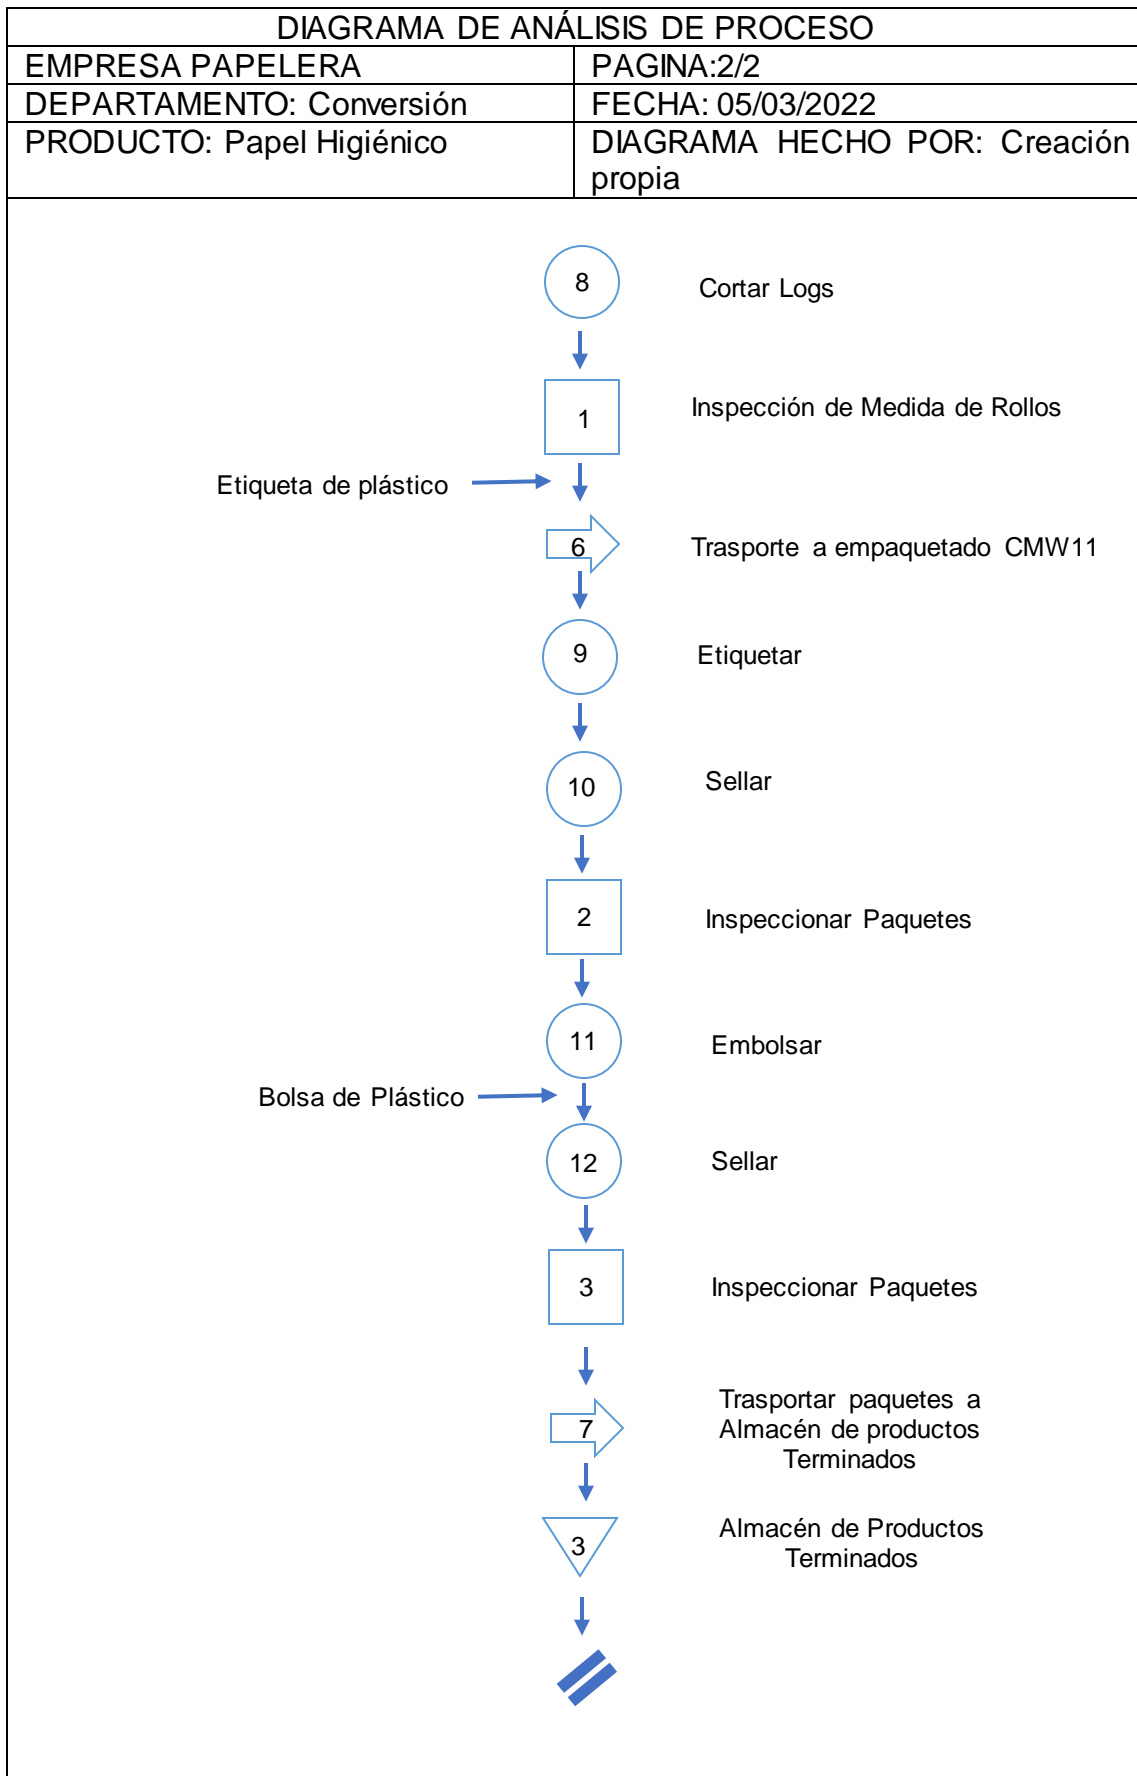 DIAGRAMA DE ANÁLISIS DE PROCESO
EMPRESA PAPELERA
PAGINA:2/2
DEPARTAMENTO: Conversión
FECHA: 05/03/2022
PRODUCTO: Papel Higiénico
DIAGRAMA HECHO POR: Creación
propia
8
Cortar Logs
1
Inspección de Medida de Rollos
Etiqueta de plástico
6
Trasporte a empaquetado CMW11
9
Etiquetar
10
Sellar
2
Inspeccionar Paquetes
11
Embolsar
Bolsa de Plástico
12
Sellar
3
Inspeccionar Paquetes
7
Trasportar paquetes a
Almacén de productos
Terminados
3
Almacén de Productos
Terminados